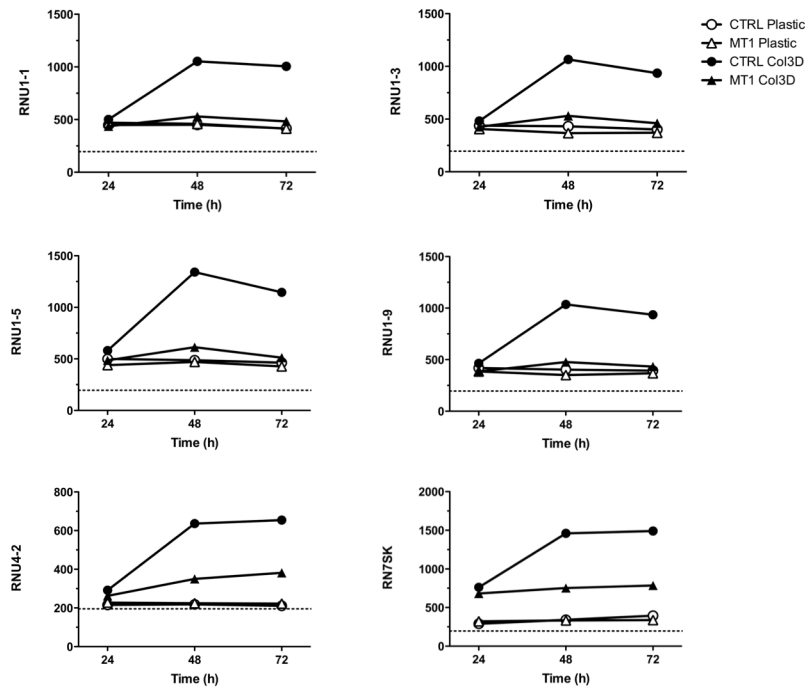 RNU1-1
1500
1000
500
0
24 48 72
Time (h)
RNU1-3
1500
1000
500
0
24 48 72
Time (h)
CTRL Plastic
MT1 Plastic
CTRL Col3D
MT1 Col3D
RNU1-5
1500
1000
500
0
24 48 72
Time (h)
RNU1-9
1500
1000
500
0
24 48 72
Time (h)
RNU4-2
800
600
400
200
0
24 48 72
Time (h)
RN7SK
2000
1500
1000
500
0
24 48 72
Time (h)